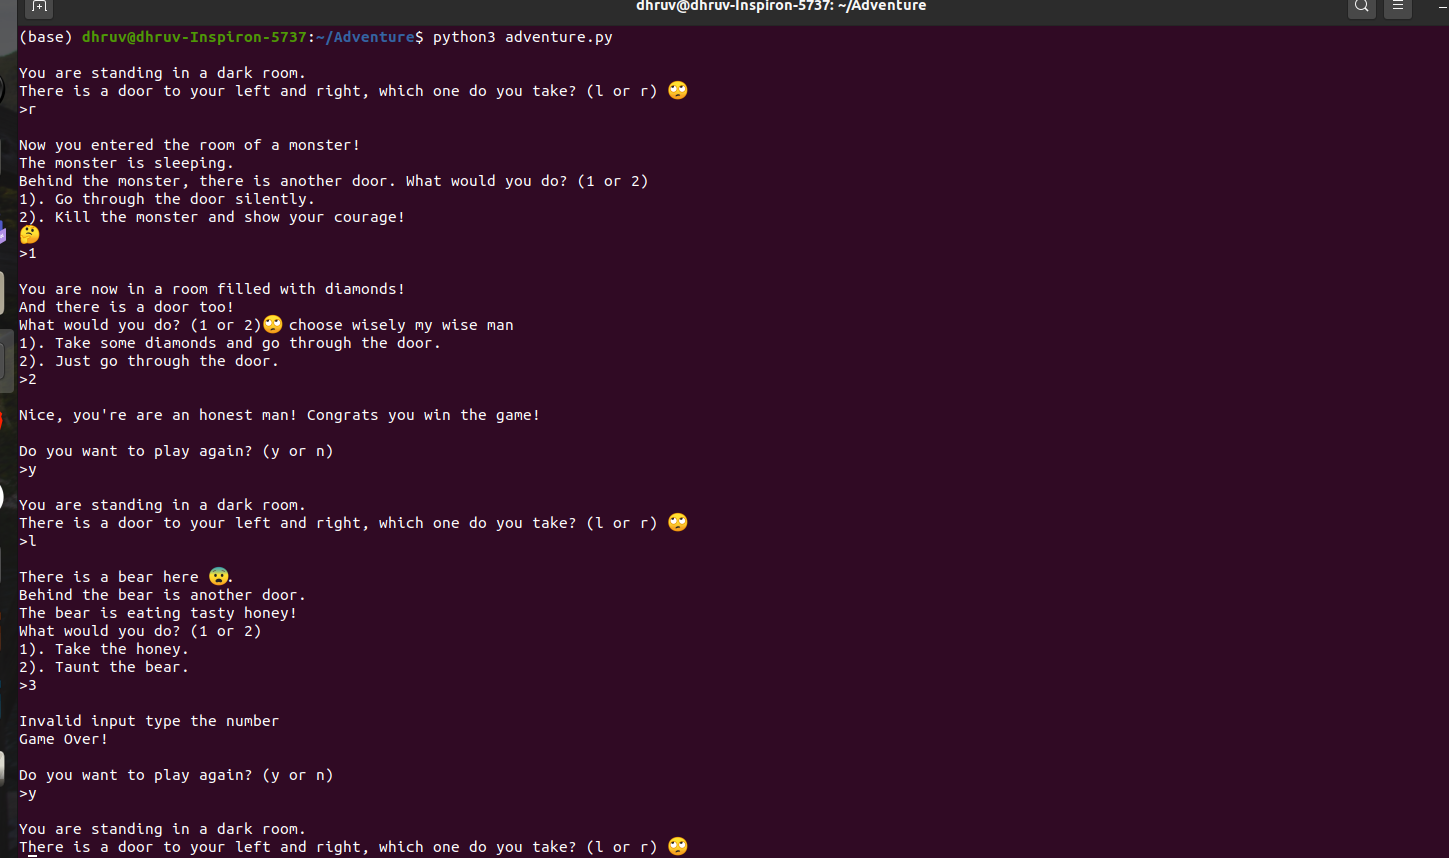 dhruv@dhruv-Inspiron-5737: ~/Adventure
(base) dhruv@dhruv-Inspiron-5737:~/Adventure$ python3 adventure.py
You are standing in a dark room.
There is a door to your left and right, which one do you take? (l or r) 🙄
>r
Now you entered the room of a monster!
The monster is sleeping.
Behind the monster, there is another door. What would you do? (1 or 2)
1). Go through the door silently.
2). Kill the monster and show your courage!
🤔
>1
You are now in a room filled with diamonds!
And there is a door too!
What would you do? (1 or 2)🙄 choose wisely my wise man
1). Take some diamonds and go through the door.
2). Just go through the door.
>2
Nice, you're are an honest man! Congrats you win the game!
Do you want to play again? (y or n)
>y
You are standing in a dark room.
There is a door to your left and right, which one do you take? (l or r) 🙄
>l
There is a bear here 😨.
Behind the bear is another door.
The bear is eating tasty honey!
What would you do? (1 or 2)
1). Take the honey.
2). Taunt the bear.
>3
Invalid input type the number
Game Over!
Do you want to play again? (y or n)
>y
You are standing in a dark room.
There is a door to your left and right, which one do you take? (l or r) 🙄